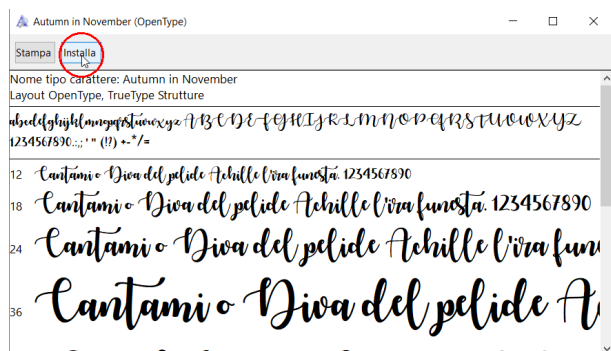 Autumn in November (OpenType)
Stampa Installa
Nome tipo carattere: Autumn in November
Layout OpenType, TrueType Strutture
abcdefghijklmnopqrstuvwxyz ABCDEFGHIJKLMNOPQRSTUVWXYZ
1234567890.:,; ' " (!?) +-*/=
12 Cantami o Diva del pelide Achille l'ira funesta. 1234567890
18 Cantami o Diva del pelide Achille l'ira funesta. 1234567890
24 Cantami o Diva del pelide Achille l'ira fun
36 Cantami o Diva del pelide A